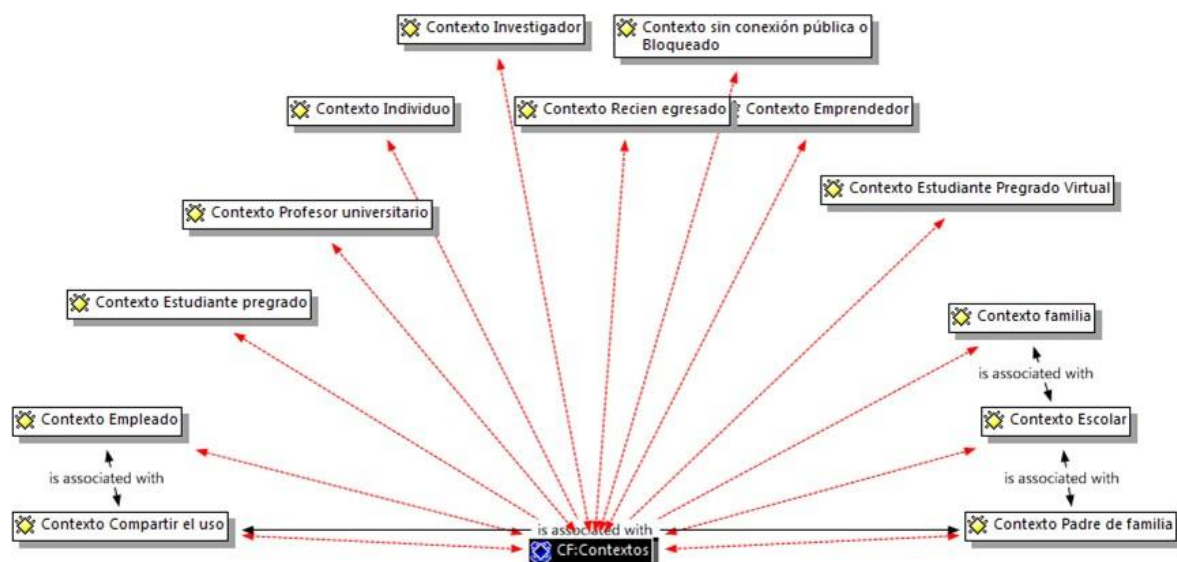 Contexto Investigador
Contexto sin conexión pública o
Bloqueado
Contexto Individuo
Contexto Recien egresado
Contexto Emprendedor
Contexto Estudiante Pregrado Virtual
Contexto Profesor universitario
Contexto Estudiante pregrado
Contexto familia
is associated with
Contexto Empleado
Contexto Escolar
is associated with
is associated with
Contexto Compartir el uso
is associated with
Contexto Padre de familia
CF:Contextos